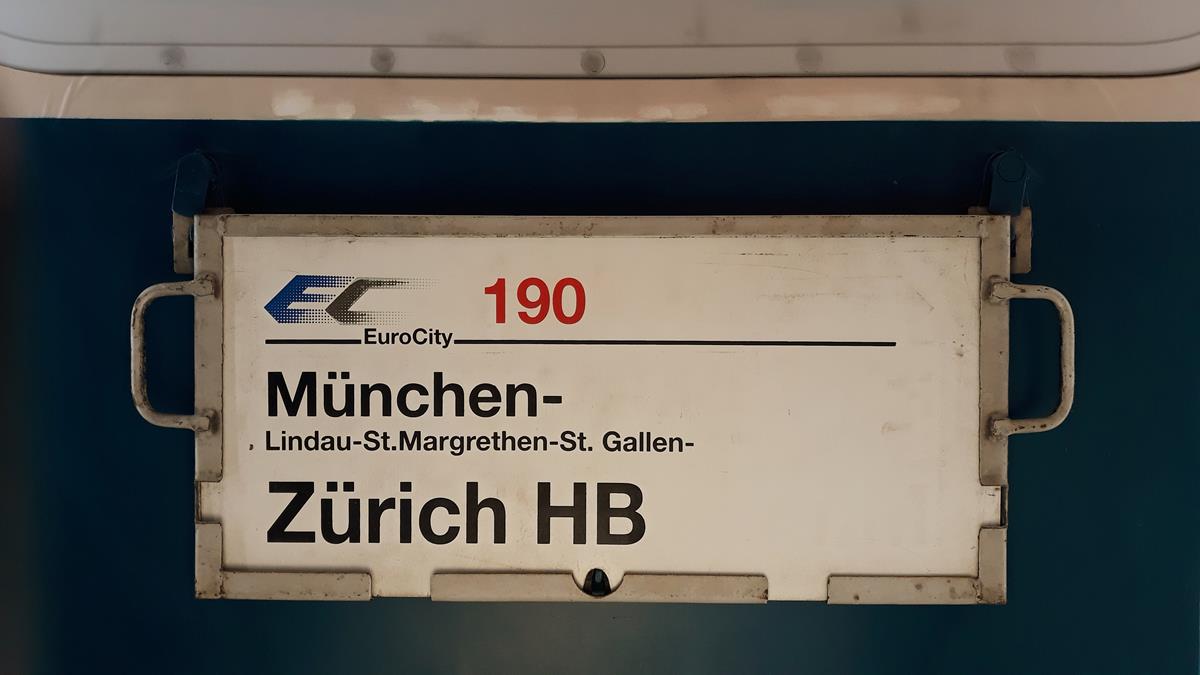 EC 190
EuroCity
München-
Lindau-St.Margrethen-St. Gallen-
Zürich HB